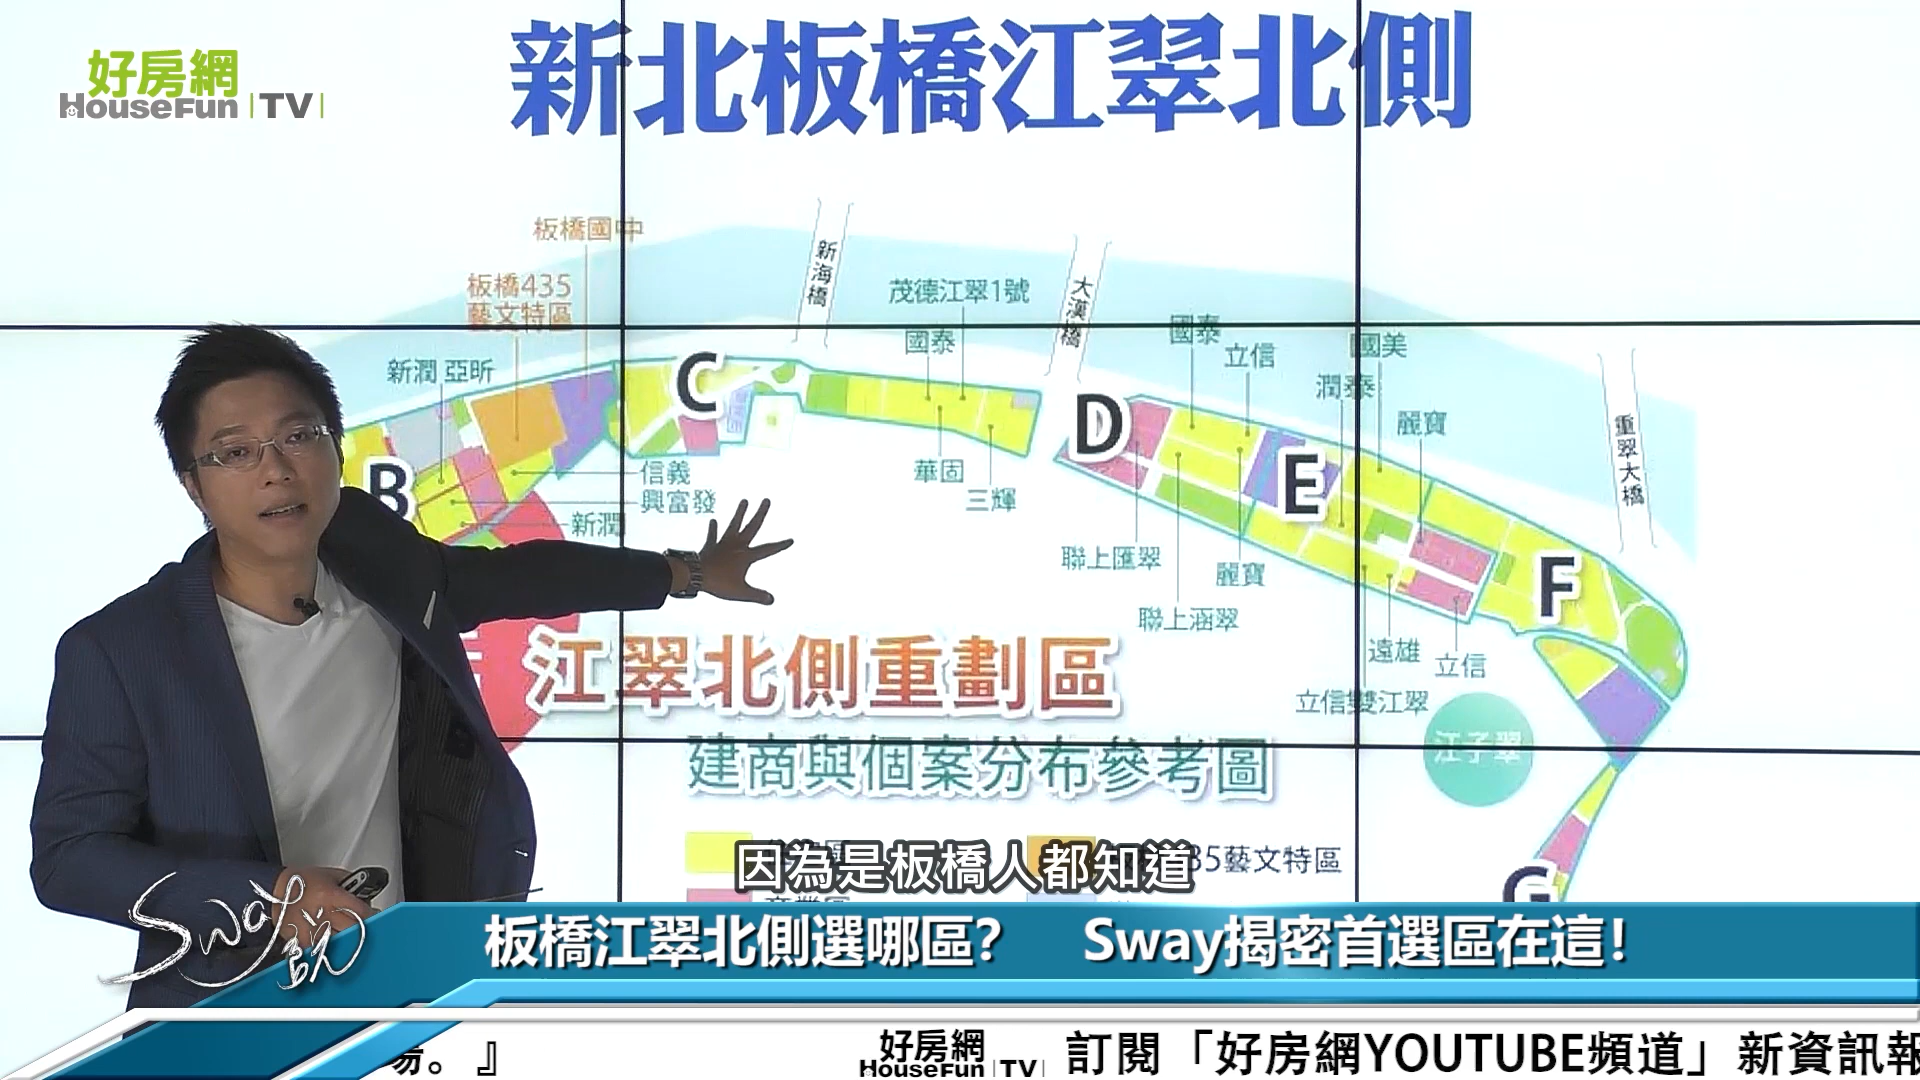 新北板橋江翠北側
好房網
HouseFun TV
板橋國中
新海橋
大漢橋
茂德江翠1號
板橋435
藝文特區
國泰
國泰
立信
國美
新潤 亞昕
潤泰
麗寶
重翠大橋
B
C
D
E
F
G
信義
興富發
新潤
華固
三輝
聯上匯翠
麗寶
聯上涵翠
遠雄
立信
立信雙江翠
江子翠
江翠北側重劃區
建商與個案分布參考圖
35藝文特區
因為是板橋人都知道
Sway說
板橋江翠北側選哪區? Sway揭密首選區在這!
場。』
好房網
HouseFun TV
訂閱「好房網YOUTUBE頻道」新資訊報